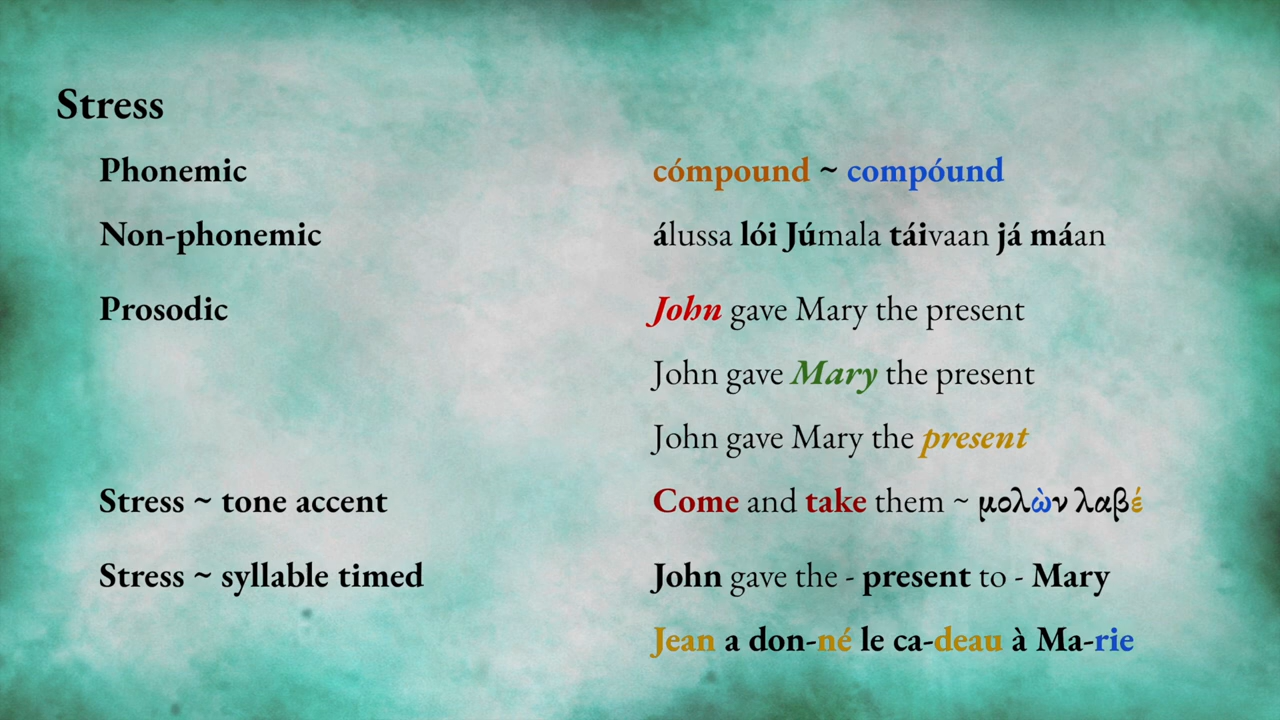 Stress
Phonemic cómpound ~ compóund
Non-phonemic álussa lói Júmala táivaan já máan
Prosodic John gave Mary the present
John gave Mary the present
John gave Mary the present
Stress ~ tone accent Come and take them ~ μολὼν λαβέ
Stress ~ syllable timed John gave the - present to - Mary
Jean a don-né le ca-deau à Ma-rie